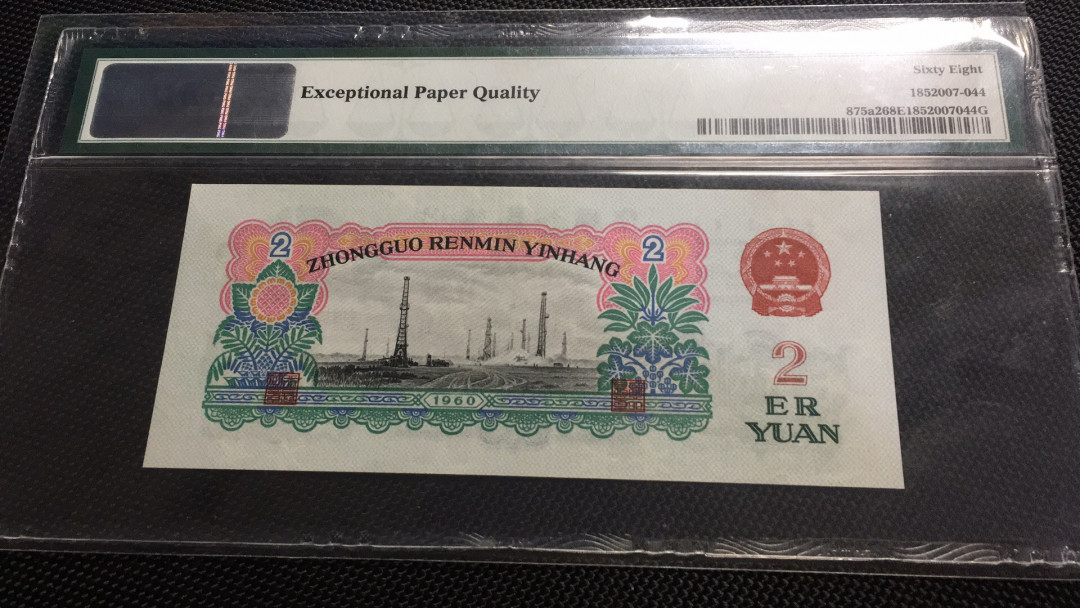 Exceptional Paper Quality
Sixty Eight
1852007-044
875a268E1852007044G
2
ZHONGGUO RENMIN YINHANG
2
1960
2
ER
YUAN